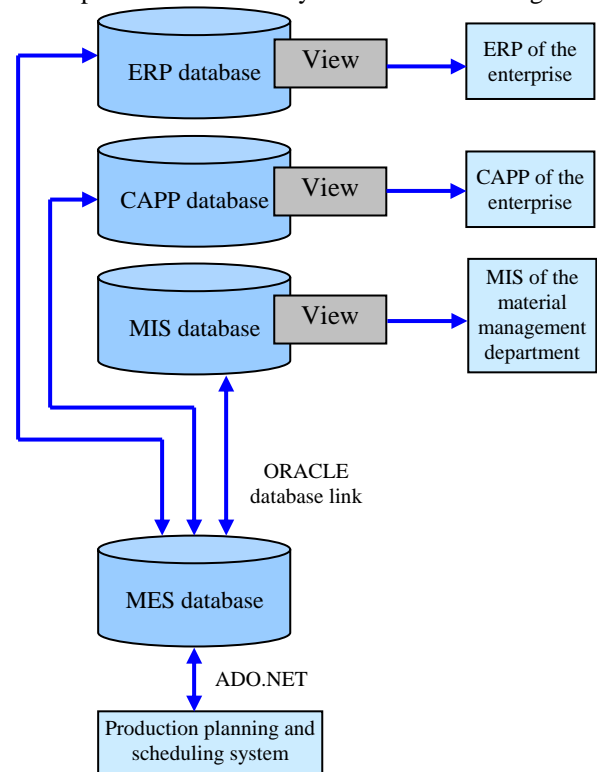 View
ERP database
ERP of the
enterprise
View
CAPP database
CAPP of the
enterprise
View
MIS database
MIS of the
material
management
department
ORACLE
database link
MES database
ADO.NET
Production planning and
scheduling system